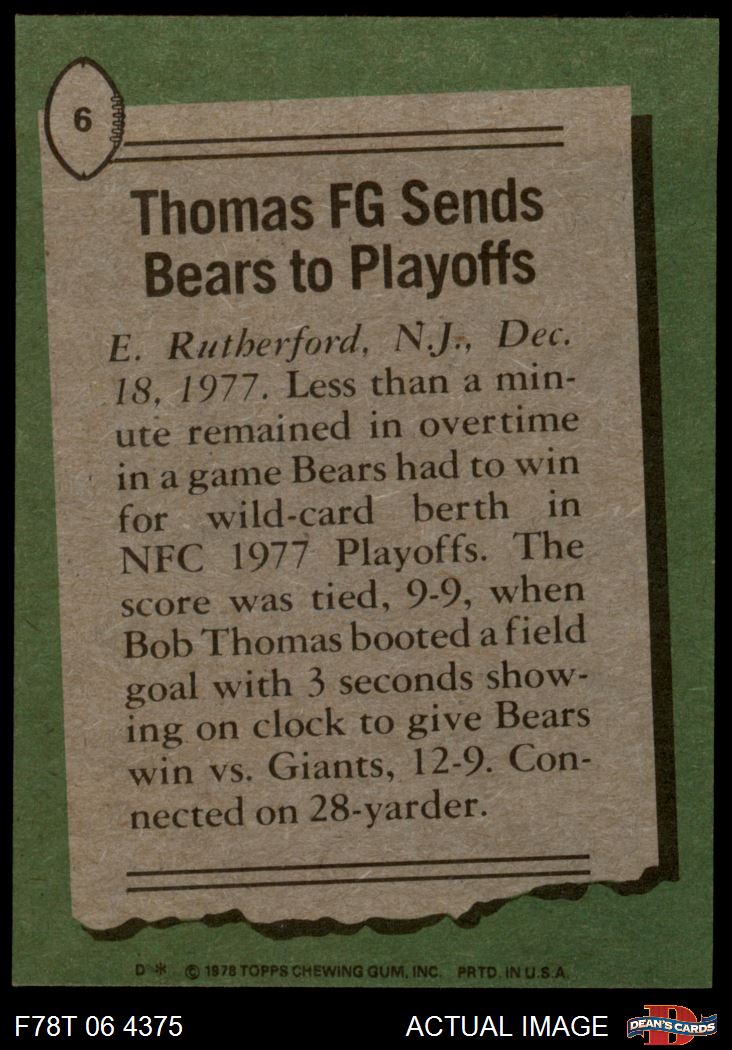 6
Thomas FG Sends
Bears to Playoffs
E. Rutherford, N.J., Dec.
18, 1977. Less than a min-
ute remained in overtime
in a game Bears had to win
for wild-card berth in
NFC 1977 Playoffs. The
score was tied, 9-9, when
Bob Thomas booted a field
goal with 3 seconds show-
ing on clock to give Bears
win vs. Giants, 12-9. Con-
nected on 28-yarder.
D * © 1978 TOPPS CHEWING GUM, INC. PRTD. IN U.S.A.
F78T 06 4375 ACTUAL IMAGE DEAN'S CARDS